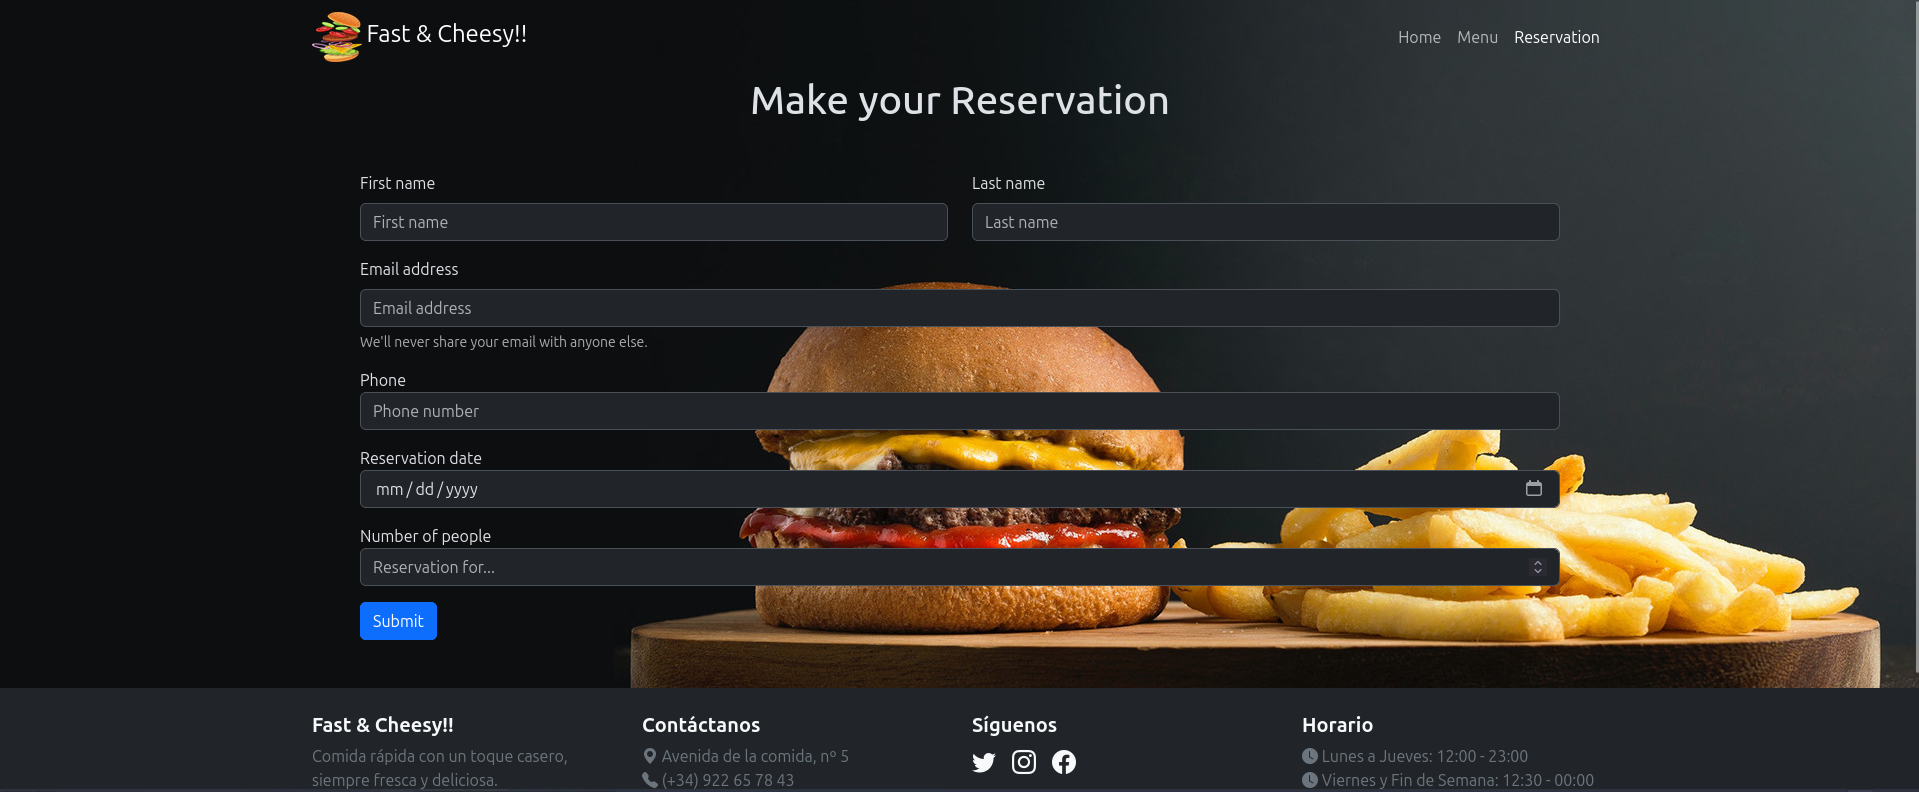 Fast & Cheesy!!
Home Menu Reservation
Make your Reservation
First name Last name
First name Last name
Email address
Email address
We'll never share your email with anyone else.
Phone
Phone number
Reservation date
mm / dd / yyyy
Number of people
Reservation for...
Submit
Fast & Cheesy!! Contáctanos Síguenos Horario
Comida rápida con un toque casero, Avenida de la comida, nº 5 Lunes a Jueves: 12:00 - 23:00
siempre fresca y deliciosa. (+34) 922 65 78 43 Viernes y Fin de Semana: 12:30 - 00:00